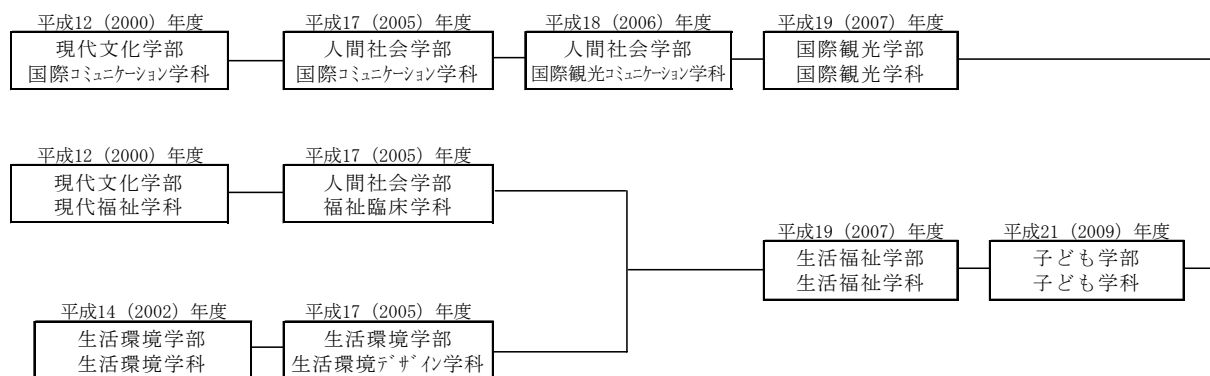 平成12（2000）年度
現代文化学部
国際ｺﾐｭﾆｹｰｼｮﾝ学科
平成17（2005）年度
人間社会学部
国際ｺﾐｭﾆｹｰｼｮﾝ学科
平成18（2006）年度
人間社会学部
国際観光ｺﾐｭﾆｹｰｼｮﾝ学科
平成19（2007）年度
国際観光学部
国際観光学科
平成12（2000）年度
現代文化学部
現代福祉学科
平成17（2005）年度
人間社会学部
福祉臨床学科
平成19（2007）年度
生活福祉学部
生活福祉学科
平成21（2009）年度
子ども学部
子ども学科
平成14（2002）年度
生活環境学部
生活環境学科
平成17（2005）年度
生活環境学部
生活環境ﾃﾞｻﾞｲﾝ学科